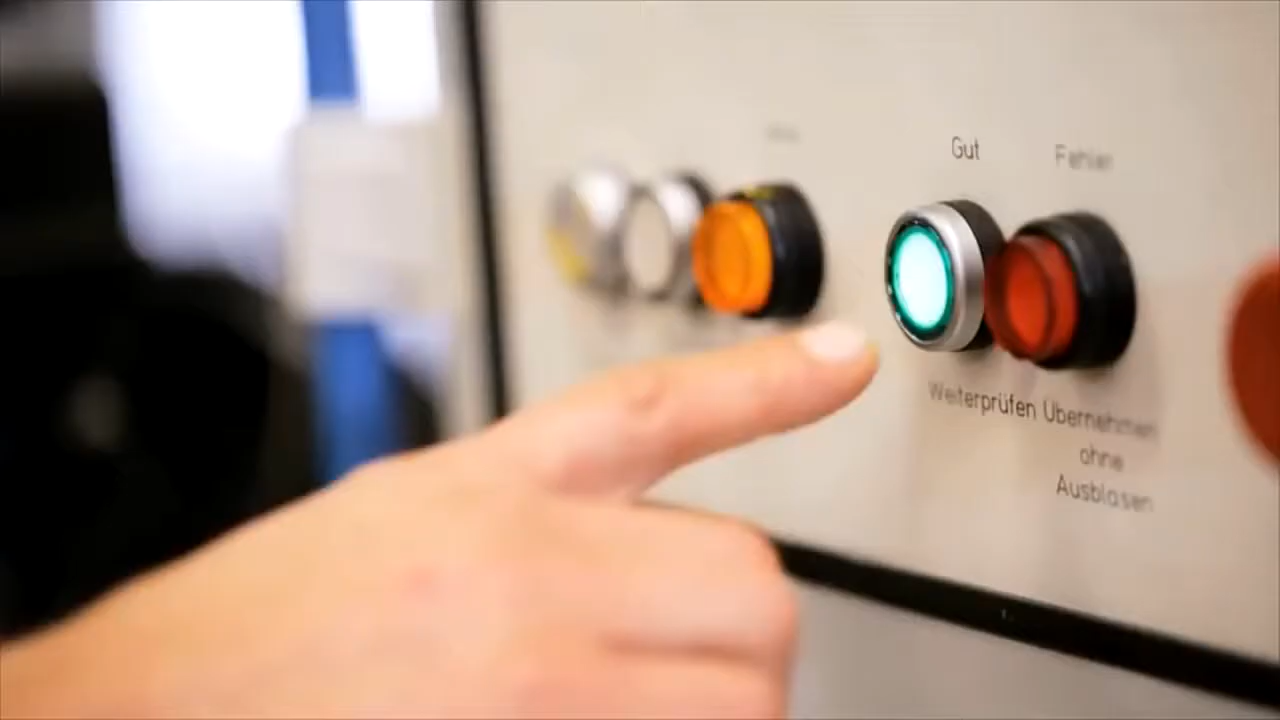 Gut
Fehler
Weiterprüfen Übernehmen
ohne
Ausblasen